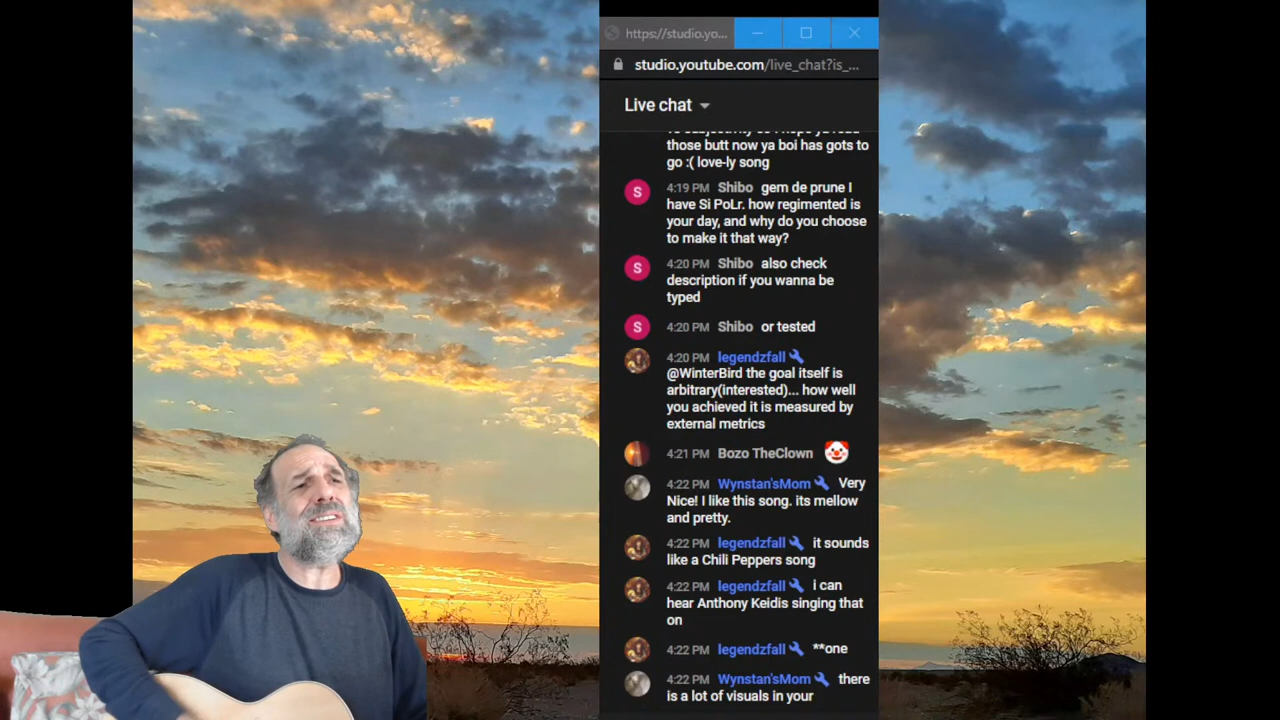 https://studio.yo...
studio.youtube.com/live_chat?is_...
Live chat
those butt now ya boi has gots to
go :( love-ly song
S
4:19 PM Shibo gem de prune I
have Si PoLr. how regimented is
your day, and why do you choose
to make it that way?
S
4:20 PM Shibo also check
description if you wanna be
typed
S
4:20 PM Shibo or tested
4:20 PM legendzfall
@WinterBird the goal itself is
arbitrary(interested)... how well
you achieved it is measured by
external metrics
4:21 PM Bozo TheClown
4:22 PM Wynstan'sMom Very
Nice! I like this song. its mellow
and pretty.
4:22 PM legendzfall it sounds
like a Chili Peppers song
4:22 PM legendzfall i can
hear Anthony Keidis singing that
on
4:22 PM legendzfall **one
4:22 PM Wynstan'sMom there
is a lot of visuals in your